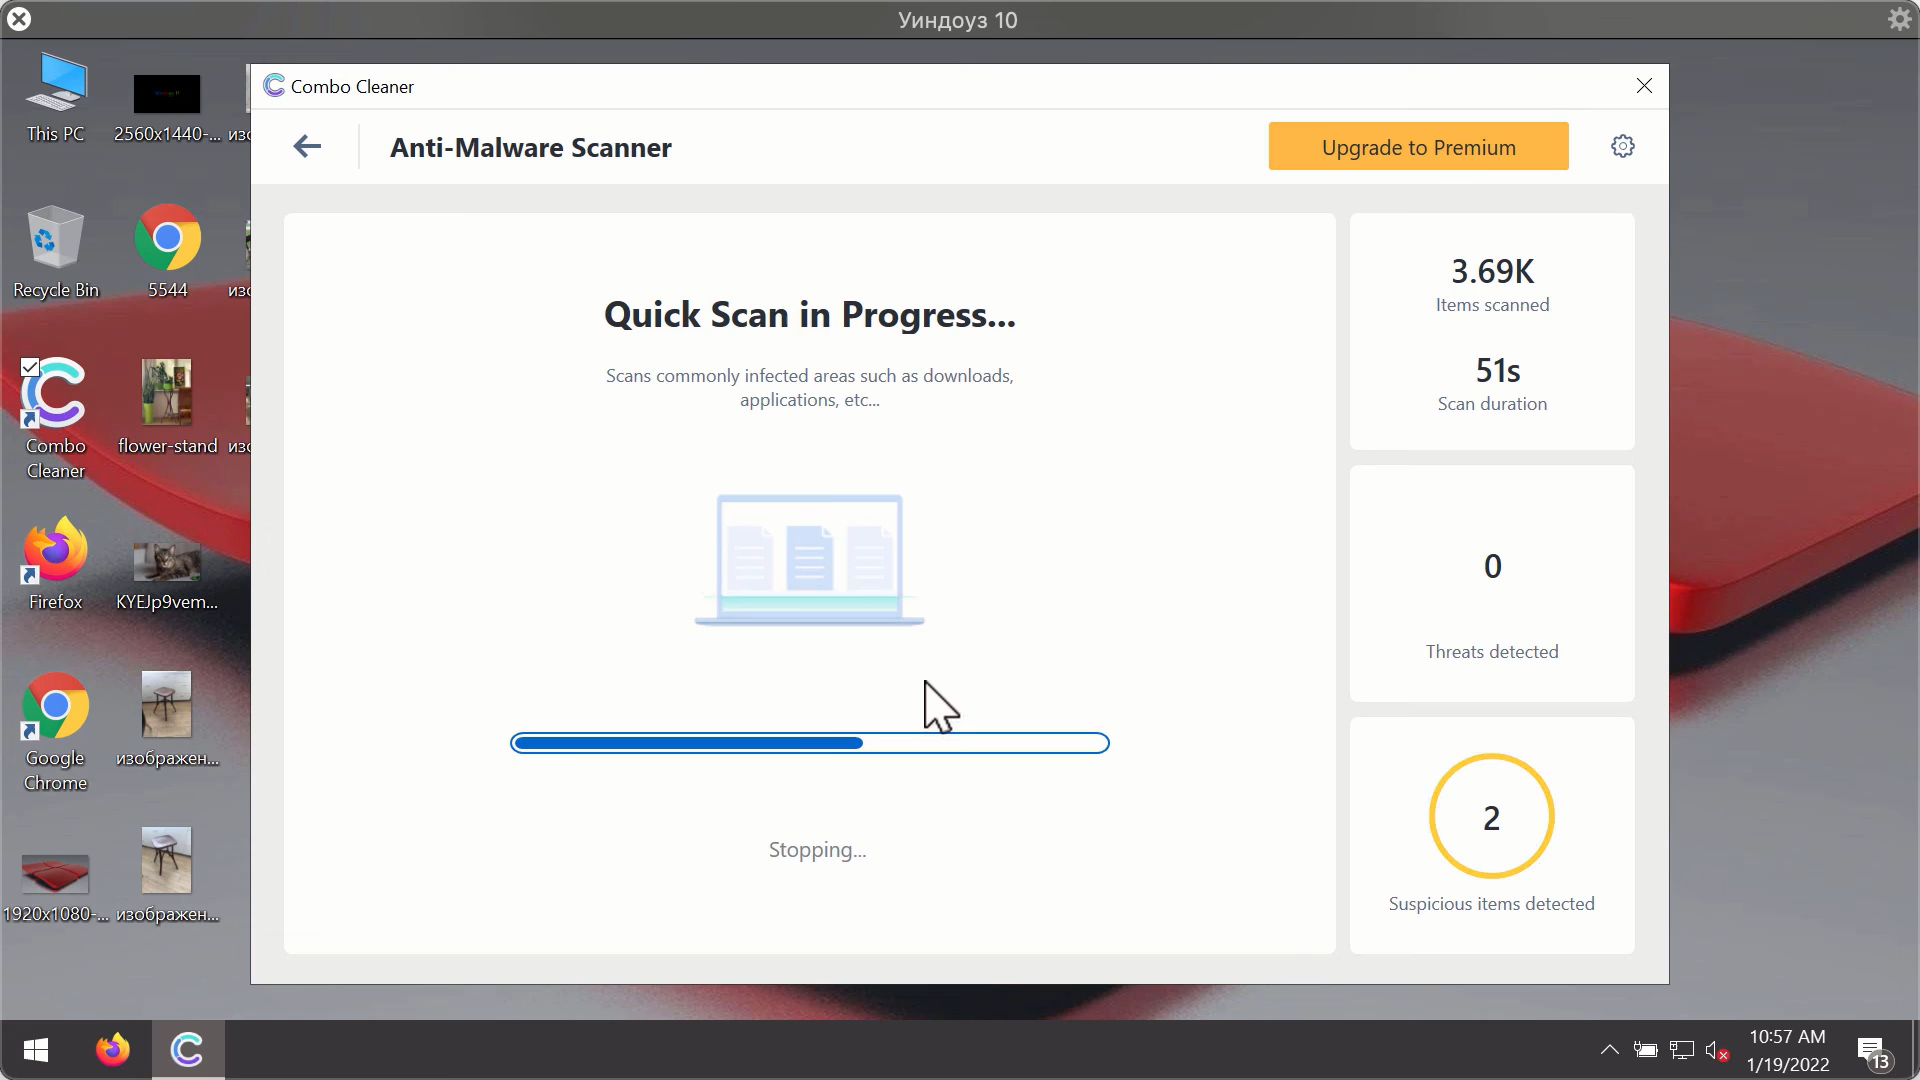 Уиндоуз 10
This PC
2560x1440-...
изо
Combo Cleaner
Anti-Malware Scanner
Upgrade to Premium
Recycle Bin
5544
изо
Quick Scan in Progress...
Scans commonly infected areas such as downloads,
applications, etc...
3.69K
Items scanned
51s
Scan duration
Combo
Cleaner
flower-stand
изо
Firefox
KYEJp9vem...
0
Threats detected
Google
Chrome
изображен...
Stopping...
2
Suspicious items detected
1920x1080-...
изображен...
10:57 AM
1/19/2022
13